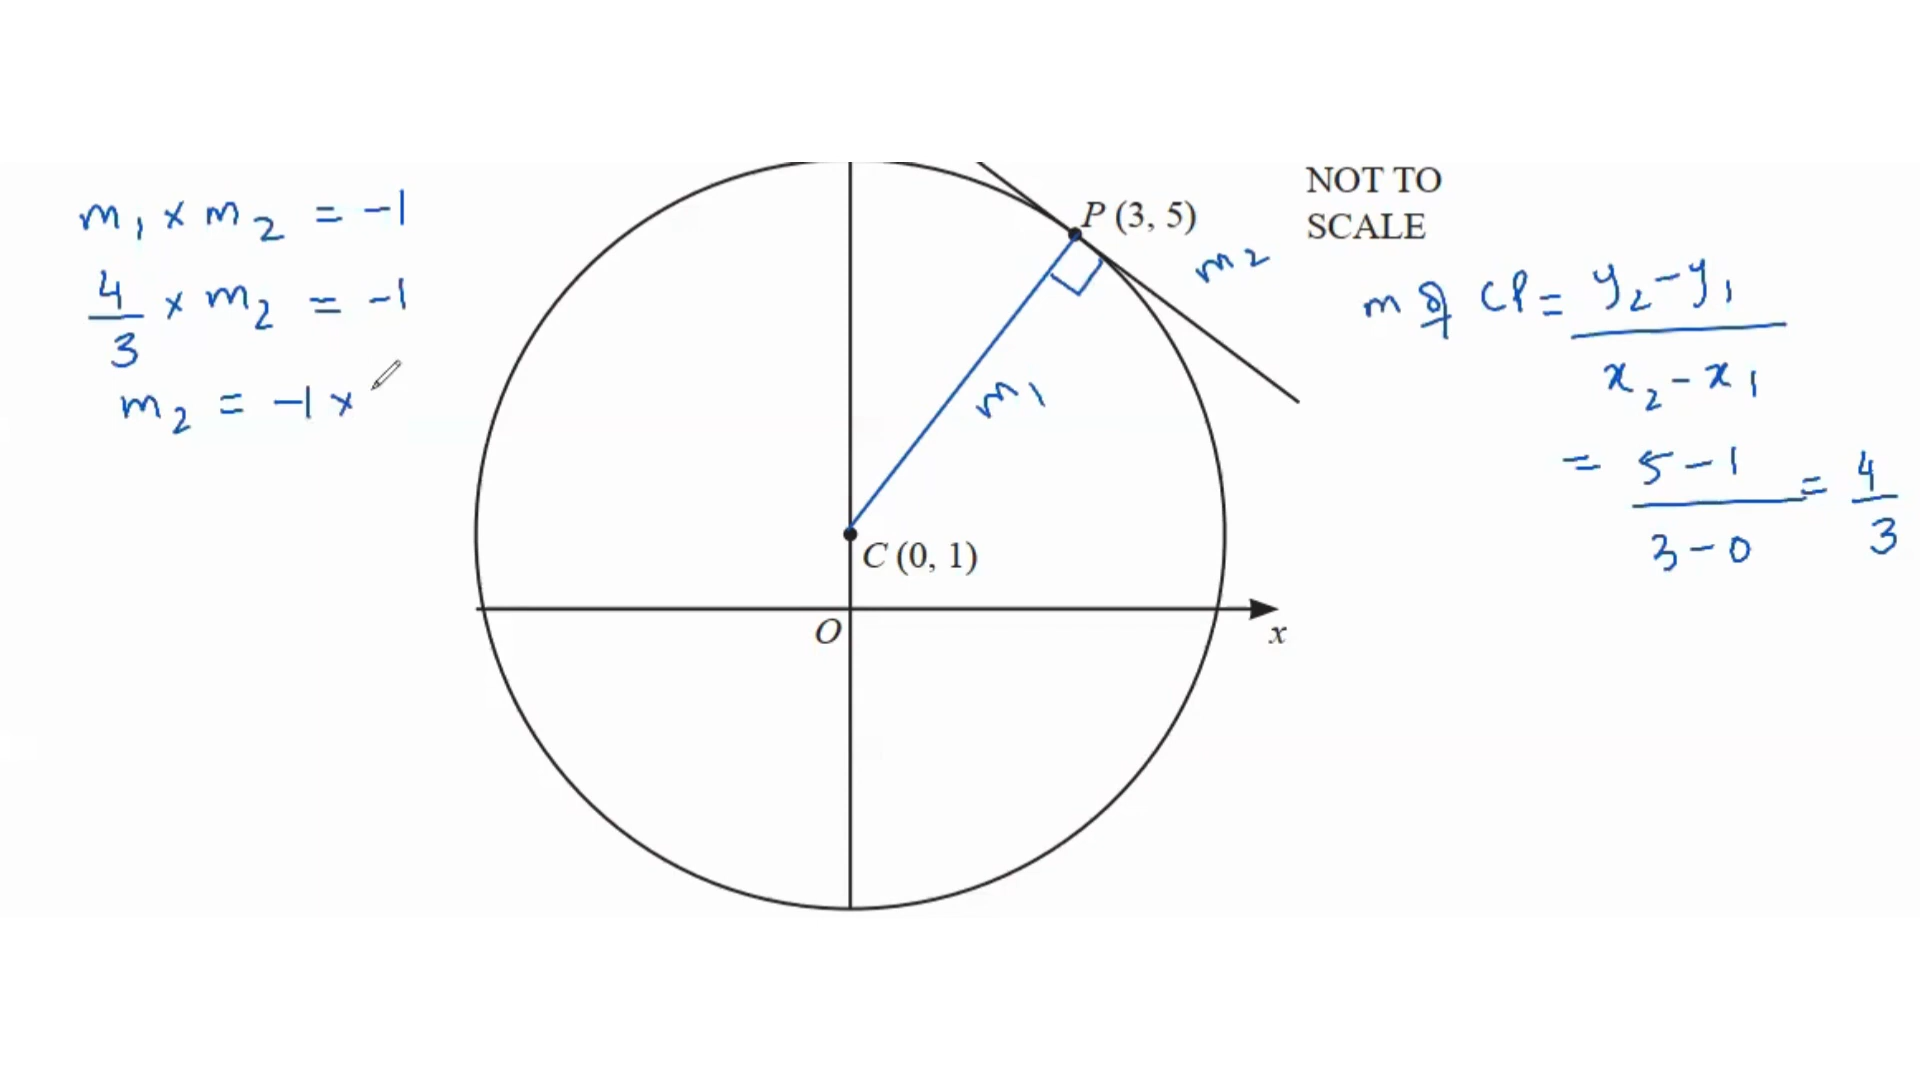 m₁ × m₂ = -1
4/3 × m₂ = -1
m₂ = -1 ×
P (3, 5)
NOT TO
SCALE
m₂
m₁
C (0, 1)
O
x
m of CP = y₂-y₁ / x₂-x₁
= 5-1 / 3-0 = 4/3